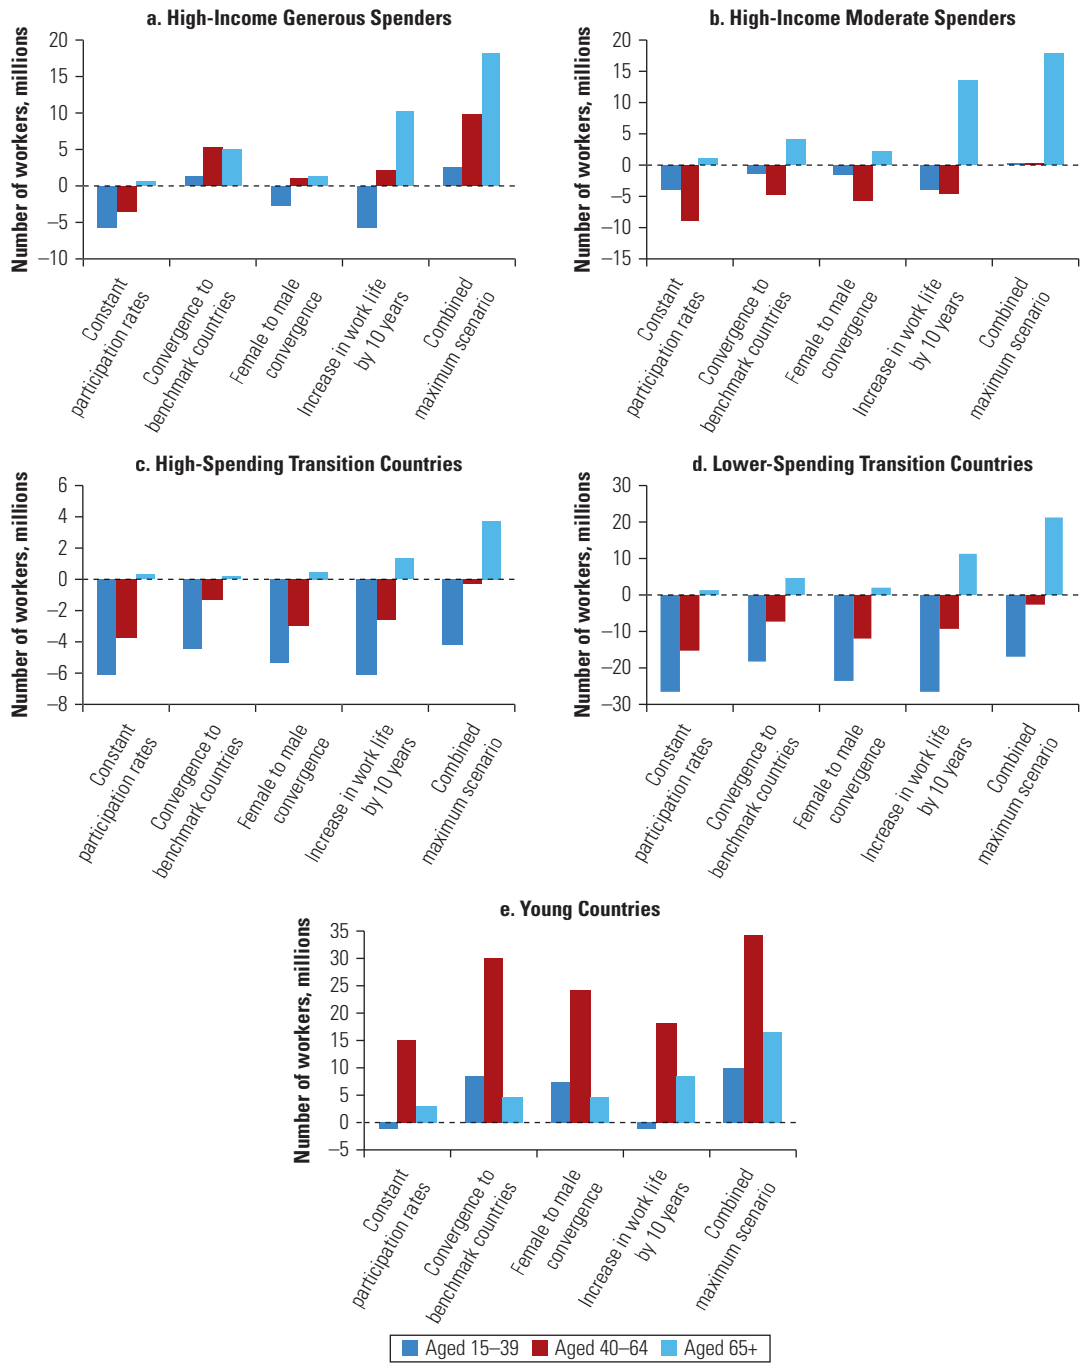 a. High-Income Generous Spenders
Number of workers, millions
20
15
10
5
0
–5
–10
Constant
participation rates
Convergence to
benchmark countries
Female to male
convergence
Increase in work life
by 10 years
Combined
maximum scenario
b. High-Income Moderate Spenders
Number of workers, millions
20
15
10
5
0
–5
–10
–15
Constant
participation rates
Convergence to
benchmark countries
Female to male
convergence
Increase in work life
by 10 years
Combined
maximum scenario
c. High-Spending Transition Countries
Number of workers, millions
6
4
2
0
–2
–4
–6
–8
Constant
participation rates
Convergence to
benchmark countries
Female to male
convergence
Increase in work life
by 10 years
Combined
maximum scenario
d. Lower-Spending Transition Countries
Number of workers, millions
30
20
10
0
–10
–20
–30
Constant
participation rates
Convergence to
benchmark countries
Female to male
convergence
Increase in work life
by 10 years
Combined
maximum scenario
e. Young Countries
Number of workers, millions
35
30
25
20
15
10
5
0
–5
Constant
participation rates
Convergence to
benchmark countries
Female to male
convergence
Increase in work life
by 10 years
Combined
maximum scenario
Aged 15–39 Aged 40–64 Aged 65+